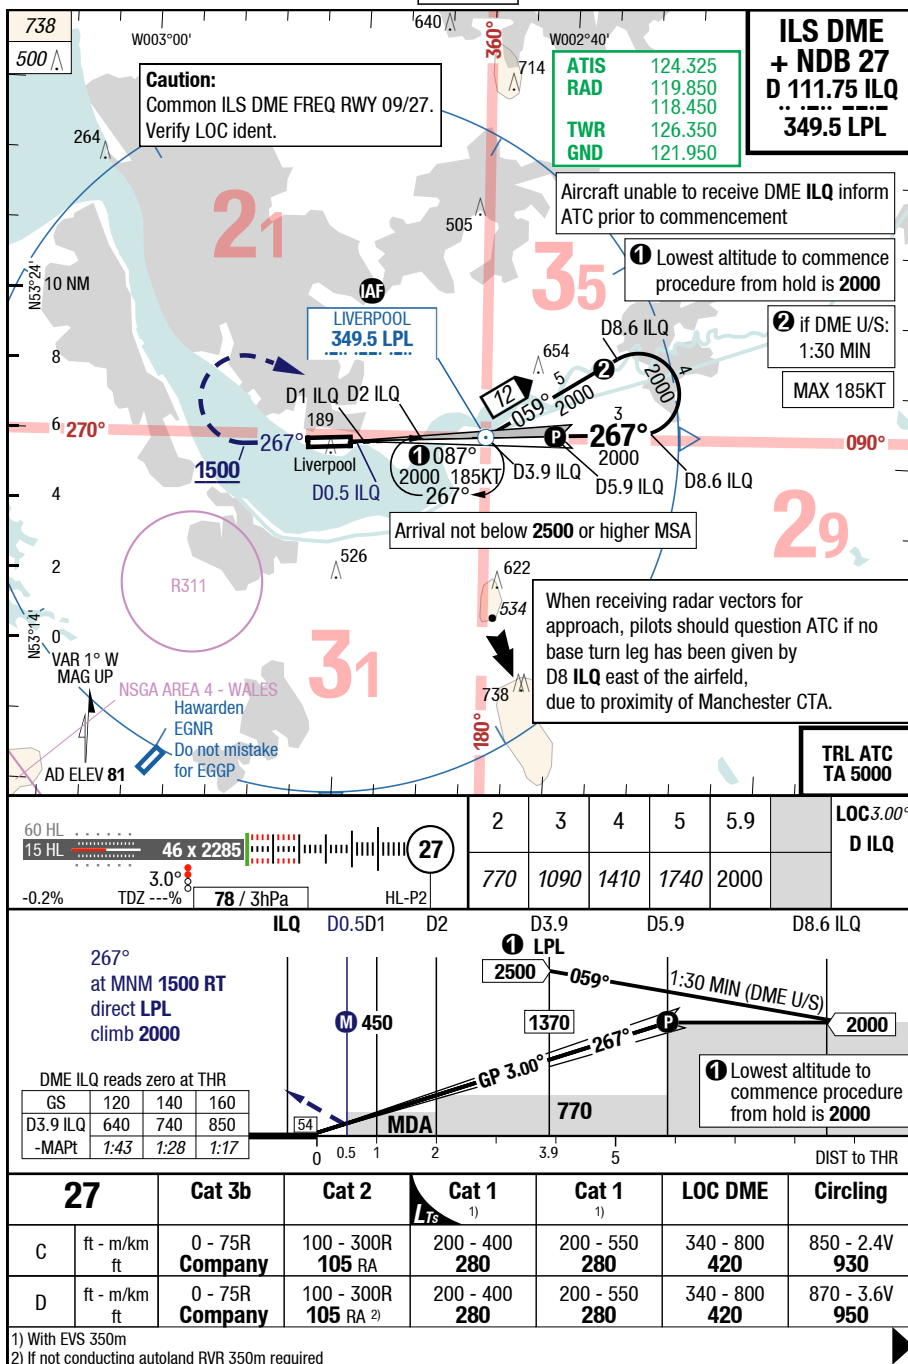 738
500
W003°00'
640
360°
W002°40'
714
ILS DME
+ NDB 27
D 111.75 ILQ
349.5 LPL
Caution:
Common ILS DME FREQ RWY 09/27.
Verify LOC ident.
ATIS 124.325
RAD 119.850
118.450
TWR 126.350
GND 121.950
264
505
21
35
Aircraft unable to receive DME ILQ inform
ATC prior to commencement
1 Lowest altitude to commence
procedure from hold is 2000
2 if DME U/S:
1:30 MIN
MAX 185KT
N53°24'
10 NM
8
6
4
2
0
N53°14'
IAF
LIVERPOOL
349.5 LPL
D8.6 ILQ
654
12
059°
5
2000
2
4
2000
D1 ILQ
D2 ILQ
189
270°
267°
1500
Liverpool
D0.5 ILQ
1 087°
2000 185KT
267°
P
3
267°
2000
090°
D3.9 ILQ
D5.9 ILQ
D8.6 ILQ
Arrival not below 2500 or higher MSA
29
R311
526
622
534
31
738
180°
When receiving radar vectors for
approach, pilots should question ATC if no
base turn leg has been given by
D8 ILQ east of the airfeld,
due to proximity of Manchester CTA.
VAR 1° W
MAG UP
NSGA AREA 4 - WALES
Hawarden
EGNR
Do not mistake
for EGGP
AD ELEV 81
TRL ATC
TA 5000
60 HL
15 HL
46 x 2285
27
3.0°
-0.2%
TDZ ---%
78 / 3hPa
HL-P2
2 3 4 5 5.9 LOC 3.00°
D ILQ
770 1090 1410 1740 2000
ILQ D0.5 D1 D2 D3.9 D5.9 D8.6 ILQ
1 LPL
2500
059°
1:30 MIN (DME U/S)
267°
at MNM 1500 RT
direct LPL
climb 2000
M 450
1370
P
2000
GP 3.00°
267°
1 Lowest altitude to
commence procedure
from hold is 2000
DME ILQ reads zero at THR
GS 120 140 160
D3.9 ILQ 640 740 850
-MAPt 1:43 1:28 1:17
54
MDA
770
0 0.5 1 2 3.9 5 DIST to THR
27 Cat 3b Cat 2 LTS Cat 1 1) Cat 1 1) LOC DME Circling
C ft - m/km 0 - 75R 100 - 300R 200 - 400 200 - 550 340 - 800 850 - 2.4V
ft Company 105 RA 280 280 420 930
D ft - m/km 0 - 75R 100 - 300R 200 - 400 200 - 550 340 - 800 870 - 3.6V
ft Company 105 RA 2) 280 280 420 950
1) With EVS 350m
2) If not conducting autoland RVR 350m required